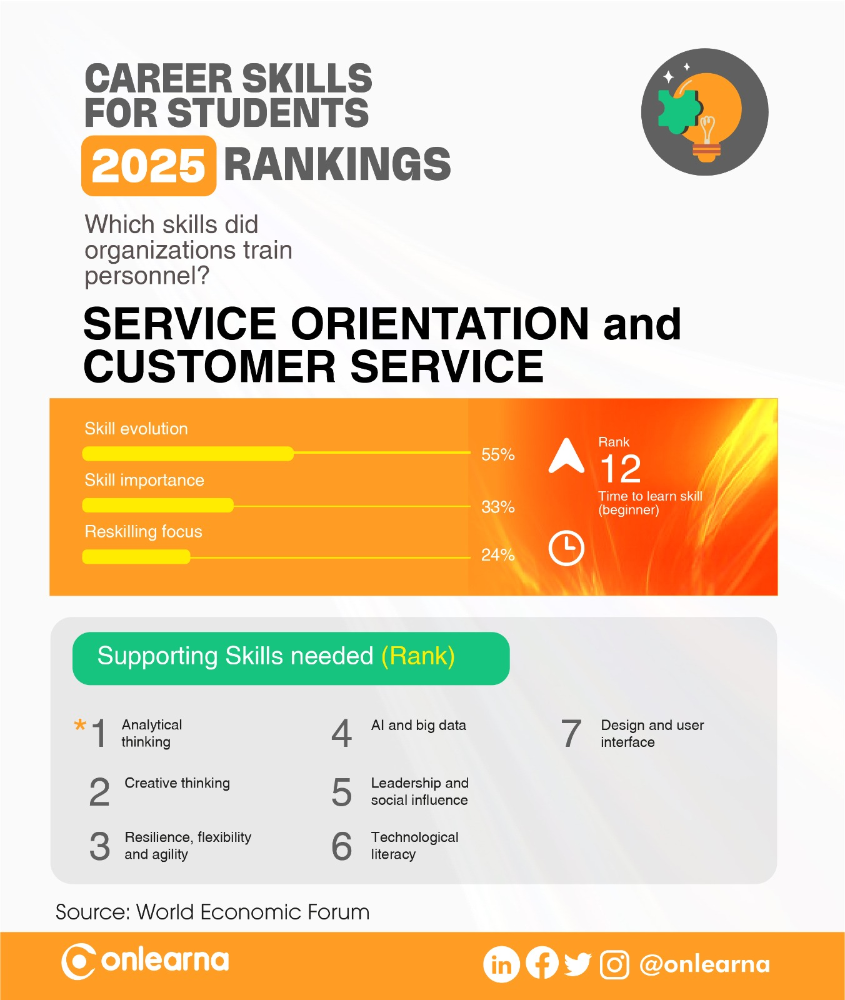 CAREER SKILLS
FOR STUDENTS
2025 RANKINGS
Which skills did
organizations train
personnel?
SERVICE ORIENTATION and
CUSTOMER SERVICE
Skill evolution
55%
Skill importance
33%
Reskilling focus
24%
Rank
12
Time to learn skill
(beginner)
Supporting Skills needed (Rank)
*1 Analytical
thinking
2 Creative thinking
3 Resilience, flexibility
and agility
4 AI and big data
5 Leadership and
social influence
6 Technological
literacy
7 Design and user
interface
Source: World Economic Forum
onlearna
in f @onlearna